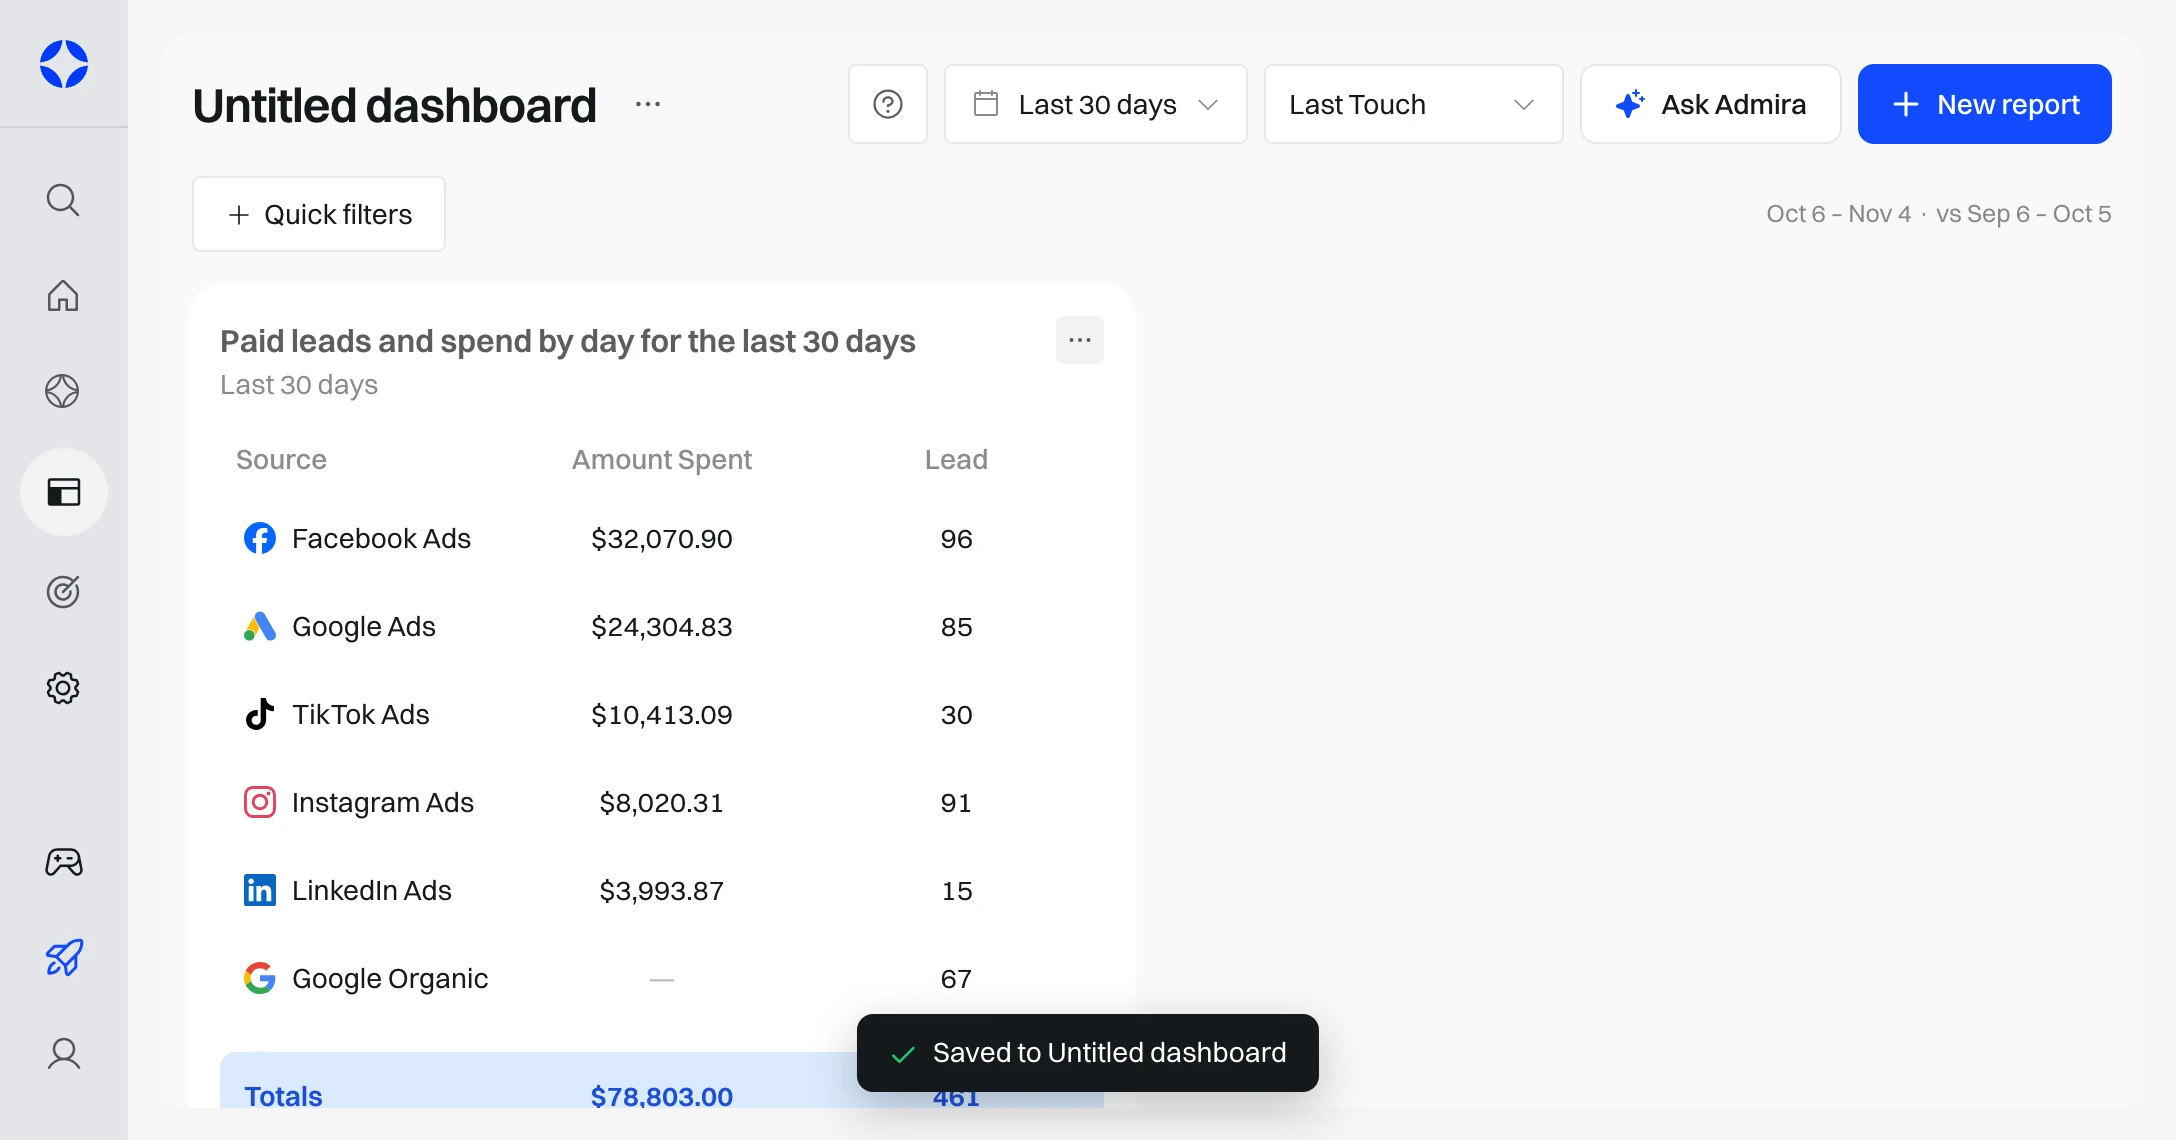 Untitled dashboard
Last 30 days
Last Touch
Ask Admira
New report
Quick filters
Oct 6 – Nov 4 · vs Sep 6 – Oct 5
Paid leads and spend by day for the last 30 days
Last 30 days
Source Amount Spent Lead
Facebook Ads $32,070.90 96
Google Ads $24,304.83 85
TikTok Ads $10,413.09 30
Instagram Ads $8,020.31 91
LinkedIn Ads $3,993.87 15
Google Organic — 67
Totals $78,803.00 461
Saved to Untitled dashboard